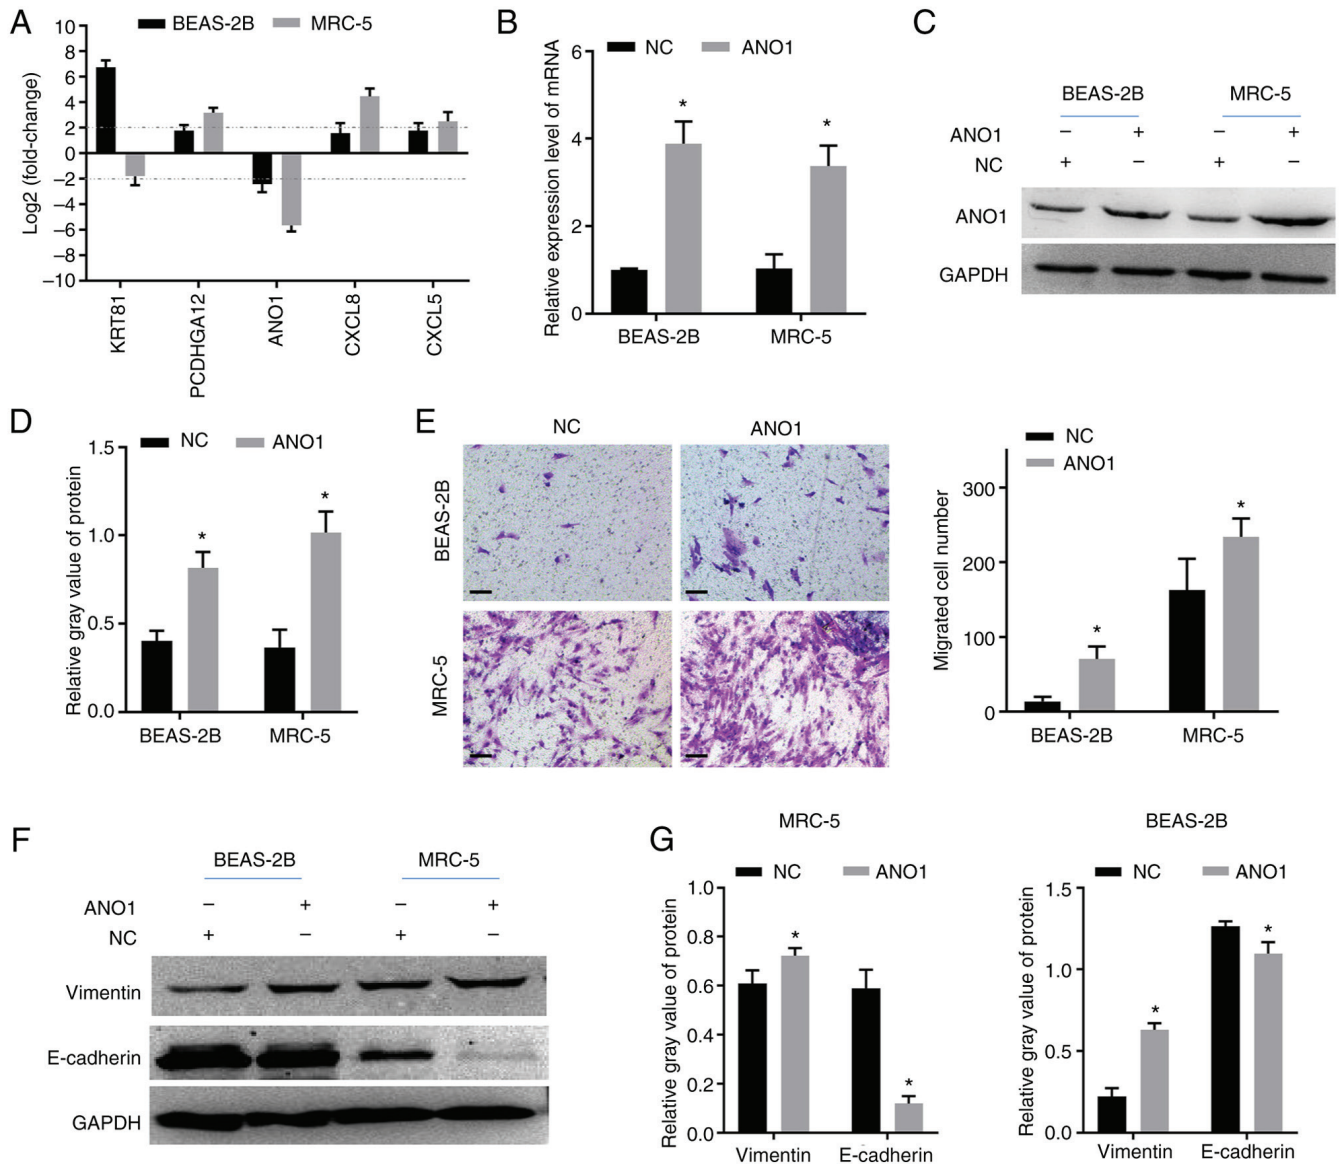 A
BEAS-2B MRC-5
Log2 (fold-change)
10
8
6
4
2
0
−2
−4
−6
−8
−10
KRT81
PCDHGA12
ANO1
CXCL8
CXCL5
B
NC ANO1
Relative expression level of mRNA
6
4
2
0
*
*
BEAS-2B MRC-5
C
BEAS-2B MRC-5
ANO1 − + − +
NC + − + −
ANO1
GAPDH
D
NC ANO1
Relative gray value of protein
1.5
1.0
0.5
0.0
*
*
BEAS-2B MRC-5
E
NC ANO1
BEAS-2B
MRC-5
NC
ANO1
Migrated cell number
300
200
100
0
*
*
BEAS-2B MRC-5
F
BEAS-2B MRC-5
ANO1 − + − +
NC + − + −
Vimentin
E-cadherin
GAPDH
G
MRC-5
NC ANO1
Relative gray value of protein
1.0
0.8
0.6
0.4
0.2
0.0
*
*
Vimentin E-cadherin
BEAS-2B
NC ANO1
Relative gray value of protein
1.5
1.0
0.5
0.0
*
*
Vimentin E-cadherin